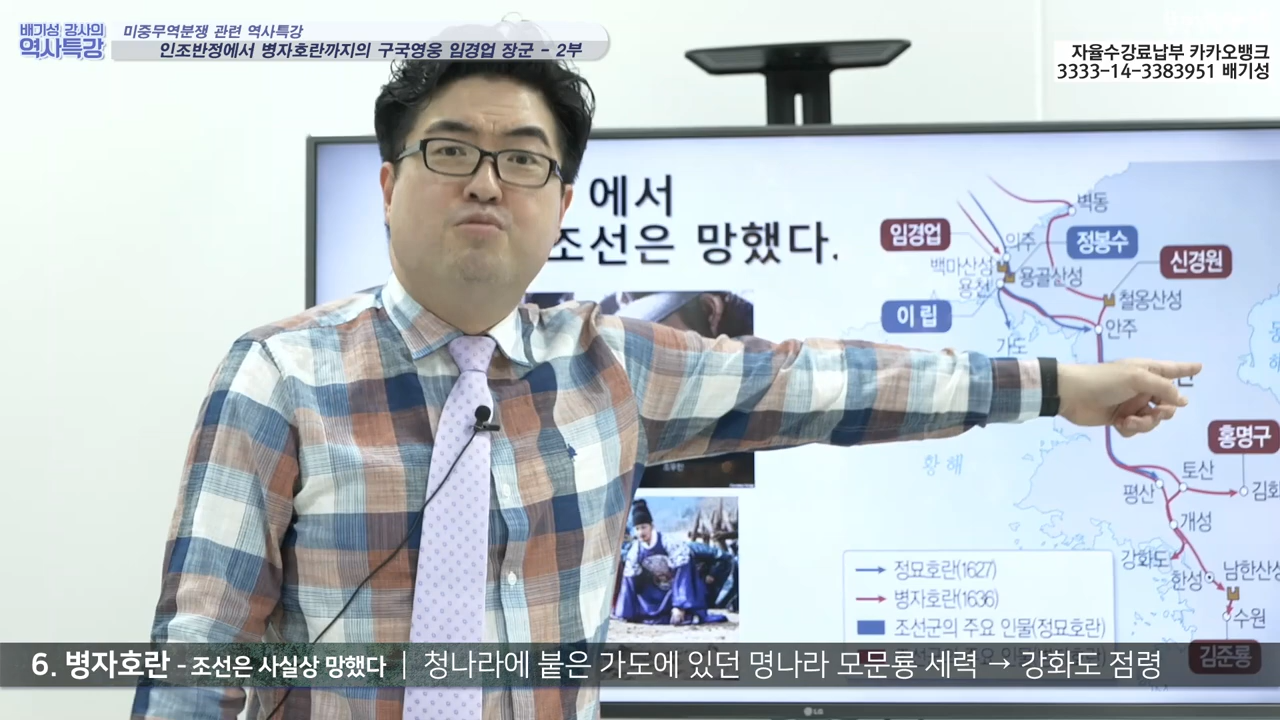 배기성 강사의
역사특강
미중무역분쟁 관련 역사특강
인조반정에서 병자호란까지의 구국영웅 임경업 장군 - 2부
자율수강료납부 카카오뱅크
3333-14-3383951 배기성
에서
조선은 망했다.
벽동
임경업
의주
정봉수
백마산성
신경원
용천
용골산성
이립
철옹산성
안주
가도
홍명구
황해
토산
평산
김화
개성
강화도
한성
남한산성
수원
정묘호란(1627)
병자호란(1636)
조선군의 주요 인물(정묘호란)
김준룡
6. 병자호란 - 조선은 사실상 망했다 | 청나라에 붙은 가도에 있던 명나라 모문룡 세력 → 강화도 점령
LG